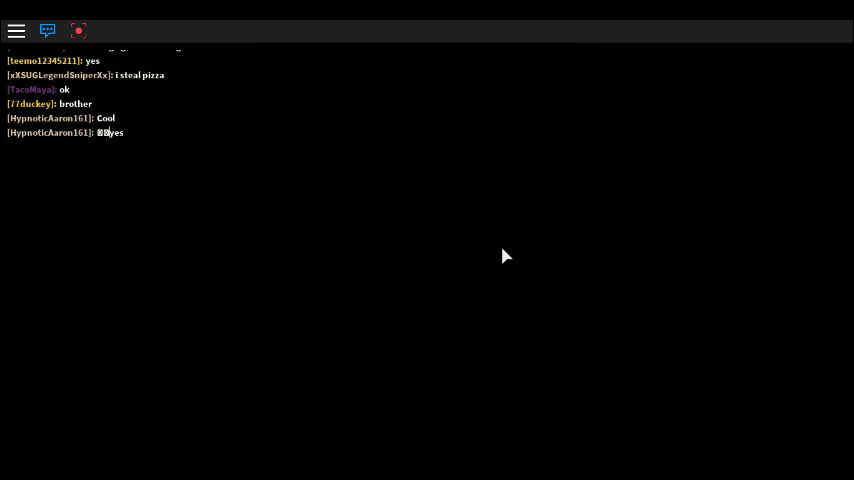 [teemo12345211]: yes
[xXSUGLegendSniperXx]: i steal pizza
[TacoMaya]: ok
[77duckey]: brother
[HypnoticAaron161]: Cool
[HypnoticAaron161]: yes